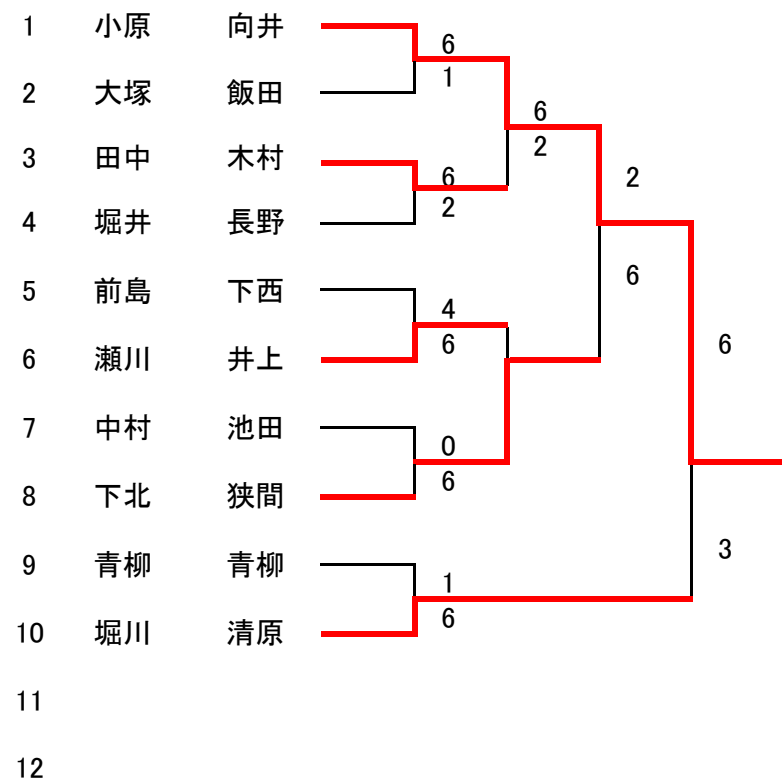 1 小原 向井
2 大塚 飯田
3 田中 木村
4 堀井 長野
5 前島 下西
6 瀬川 井上
7 中村 池田
8 下北 狭間
9 青柳 青柳
10 堀川 清原
11
12
6
1
6
2
4
6
0
6
1
6
6
2
2
6
6
3